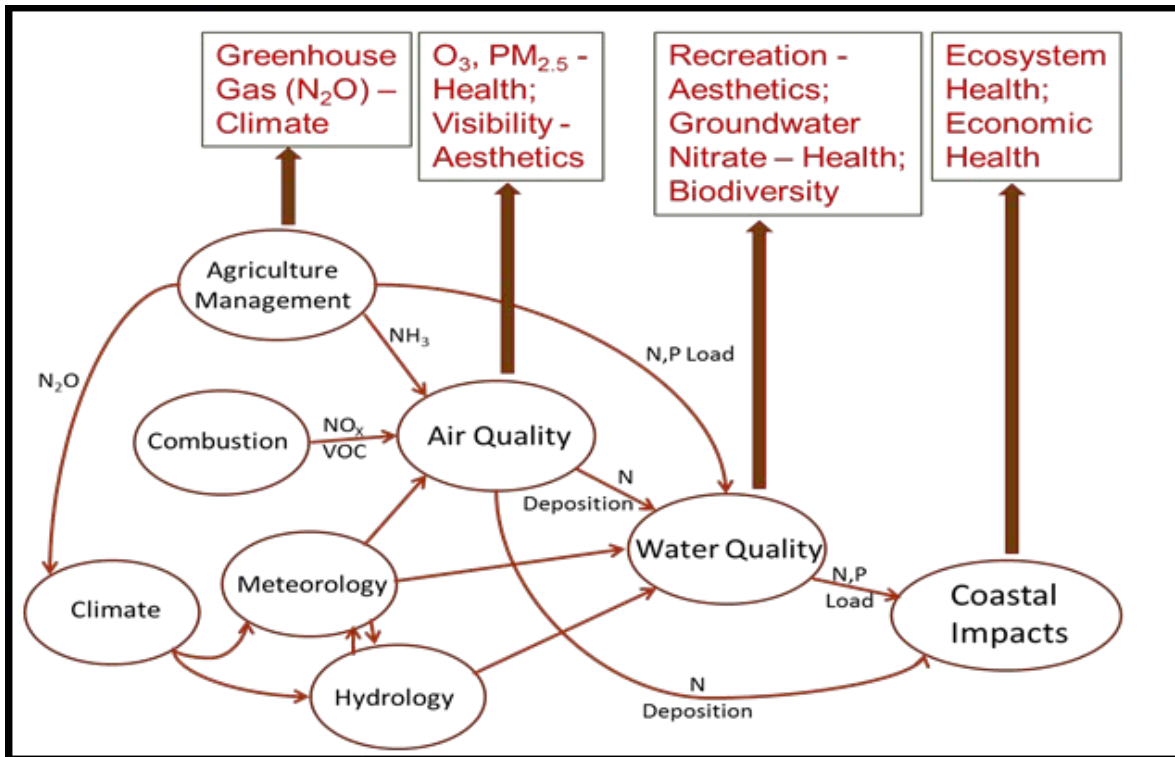 Greenhouse
Gas (N₂O) –
Climate
O₃, PM₂.₅ -
Health;
Visibility -
Aesthetics
Recreation -
Aesthetics;
Groundwater
Nitrate – Health;
Biodiversity
Ecosystem
Health;
Economic
Health
Agriculture
Management
NH₃
N,P Load
N₂O
Combustion
NOₓ
VOC
Air Quality
N
Deposition
Water Quality
Meteorology
Climate
N,P
Load
Coastal
Impacts
Hydrology
N
Deposition